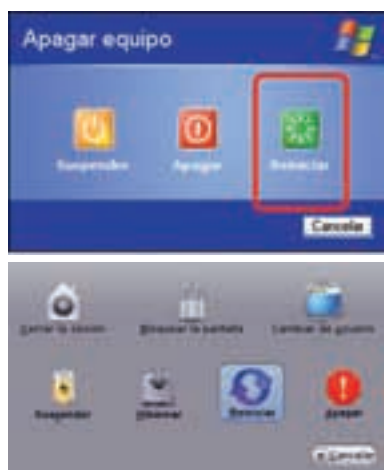 Apagar equipo
Suspender Apagar Reiniciar
Cancelar
Cerrar la sesión Bloquear la pantalla Cambiar de usuario
Suspender Hibernar Reiniciar Apagar
Cancelar